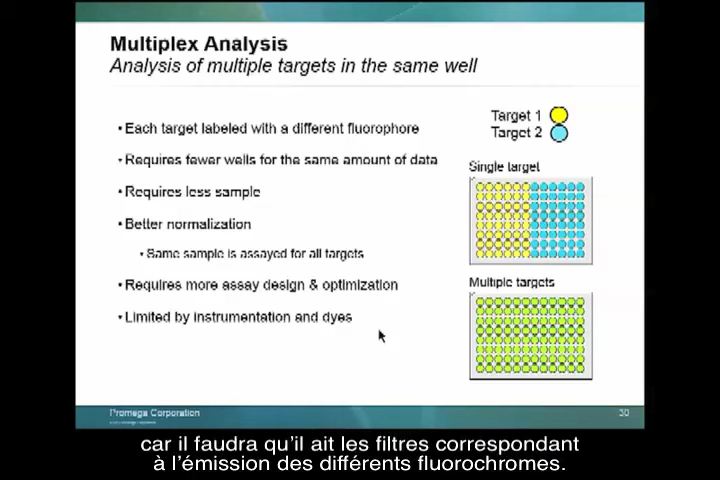 Multiplex Analysis
Analysis of multiple targets in the same well
• Each target labeled with a different fluorophore
• Requires fewer wells for the same amount of data
• Requires less sample
• Better normalization
• Same sample is assayed for all targets
• Requires more assay design & optimization
• Limited by instrumentation and dyes
Target 1
Target 2
Single target
Multiple targets
Promega Corporation
30
car il faudra qu'il ait les filtres correspondant
à l'émission des différents fluorochromes.